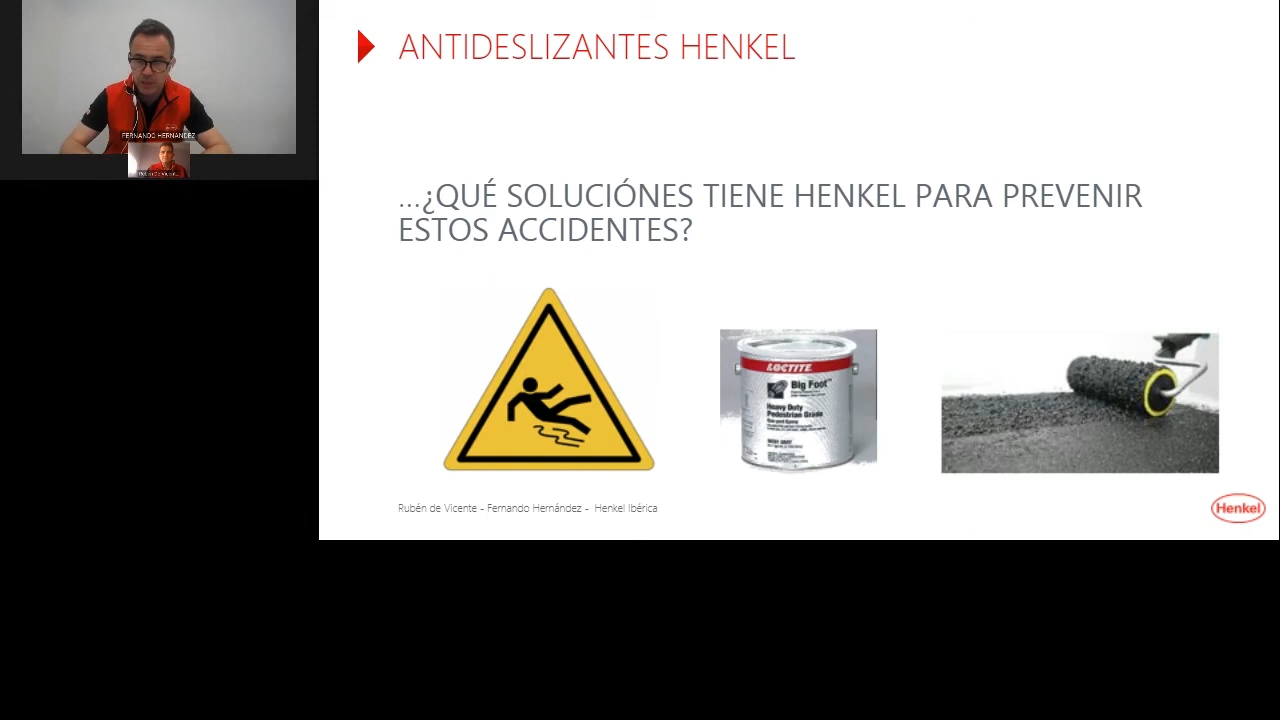 FERNANDO HERNANDEZ
ANTIDESLIZANTES HENKEL
...¿QUÉ SOLUCIÓNES TIENE HENKEL PARA PREVENIR
ESTOS ACCIDENTES?
LOCTITE
Big Foot™
Heavy Duty
Pedestrian Grade
Rubén de Vicente - Fernando Hernández - Henkel Ibérica
Henkel